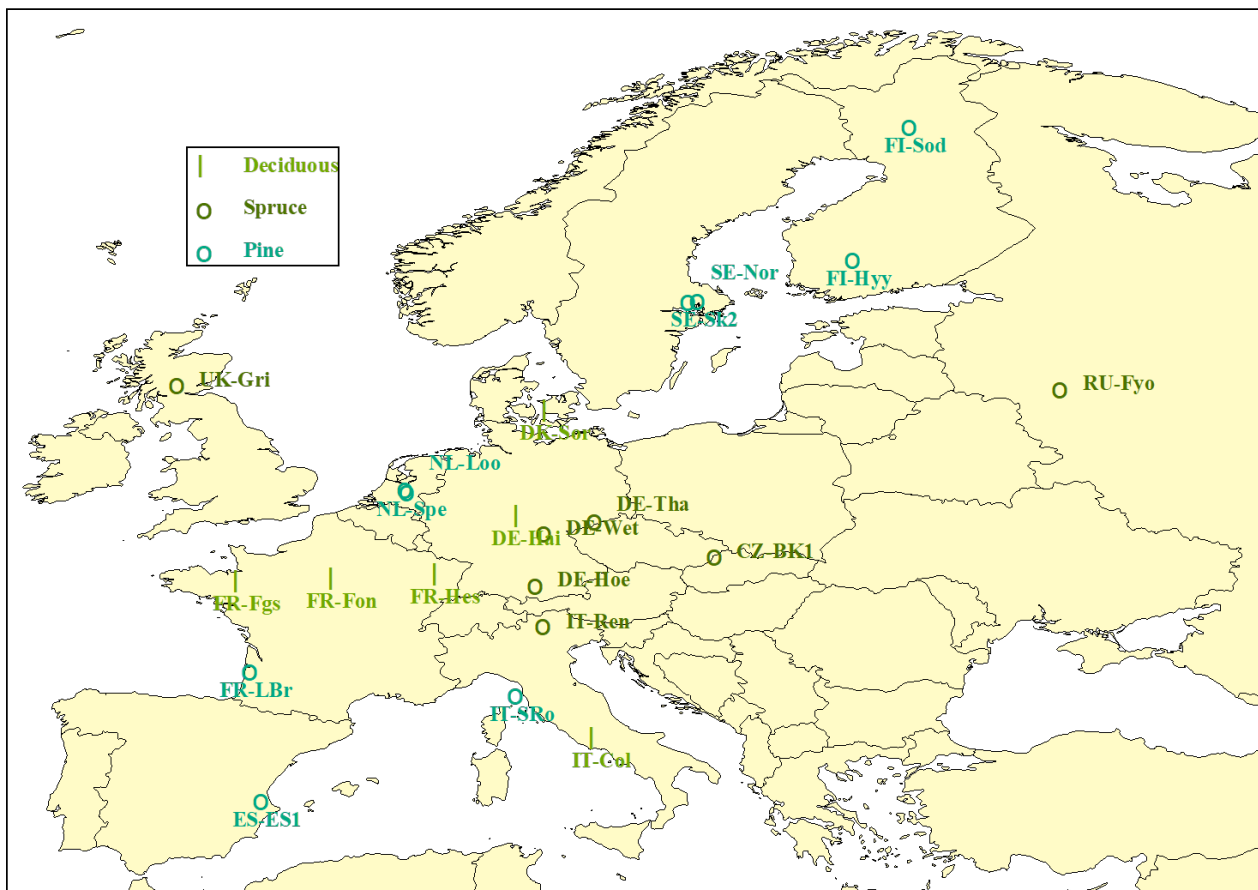 FI-Sod
Deciduous
Spruce
Pine
FI-Hyy
SE-Nor
SE-Sk2
UK-Gri
RU-Fyo
DK-Sor
NL-Loo
NL-Spe
DE-Tha
DE-Wet
DE-Hai
CZ-BK1
DE-Hoe
FR-Hes
FR-Fon
FR-Fgs
IT-Ren
FR-LBr
IT-SRo
IT-Col
ES-ES1